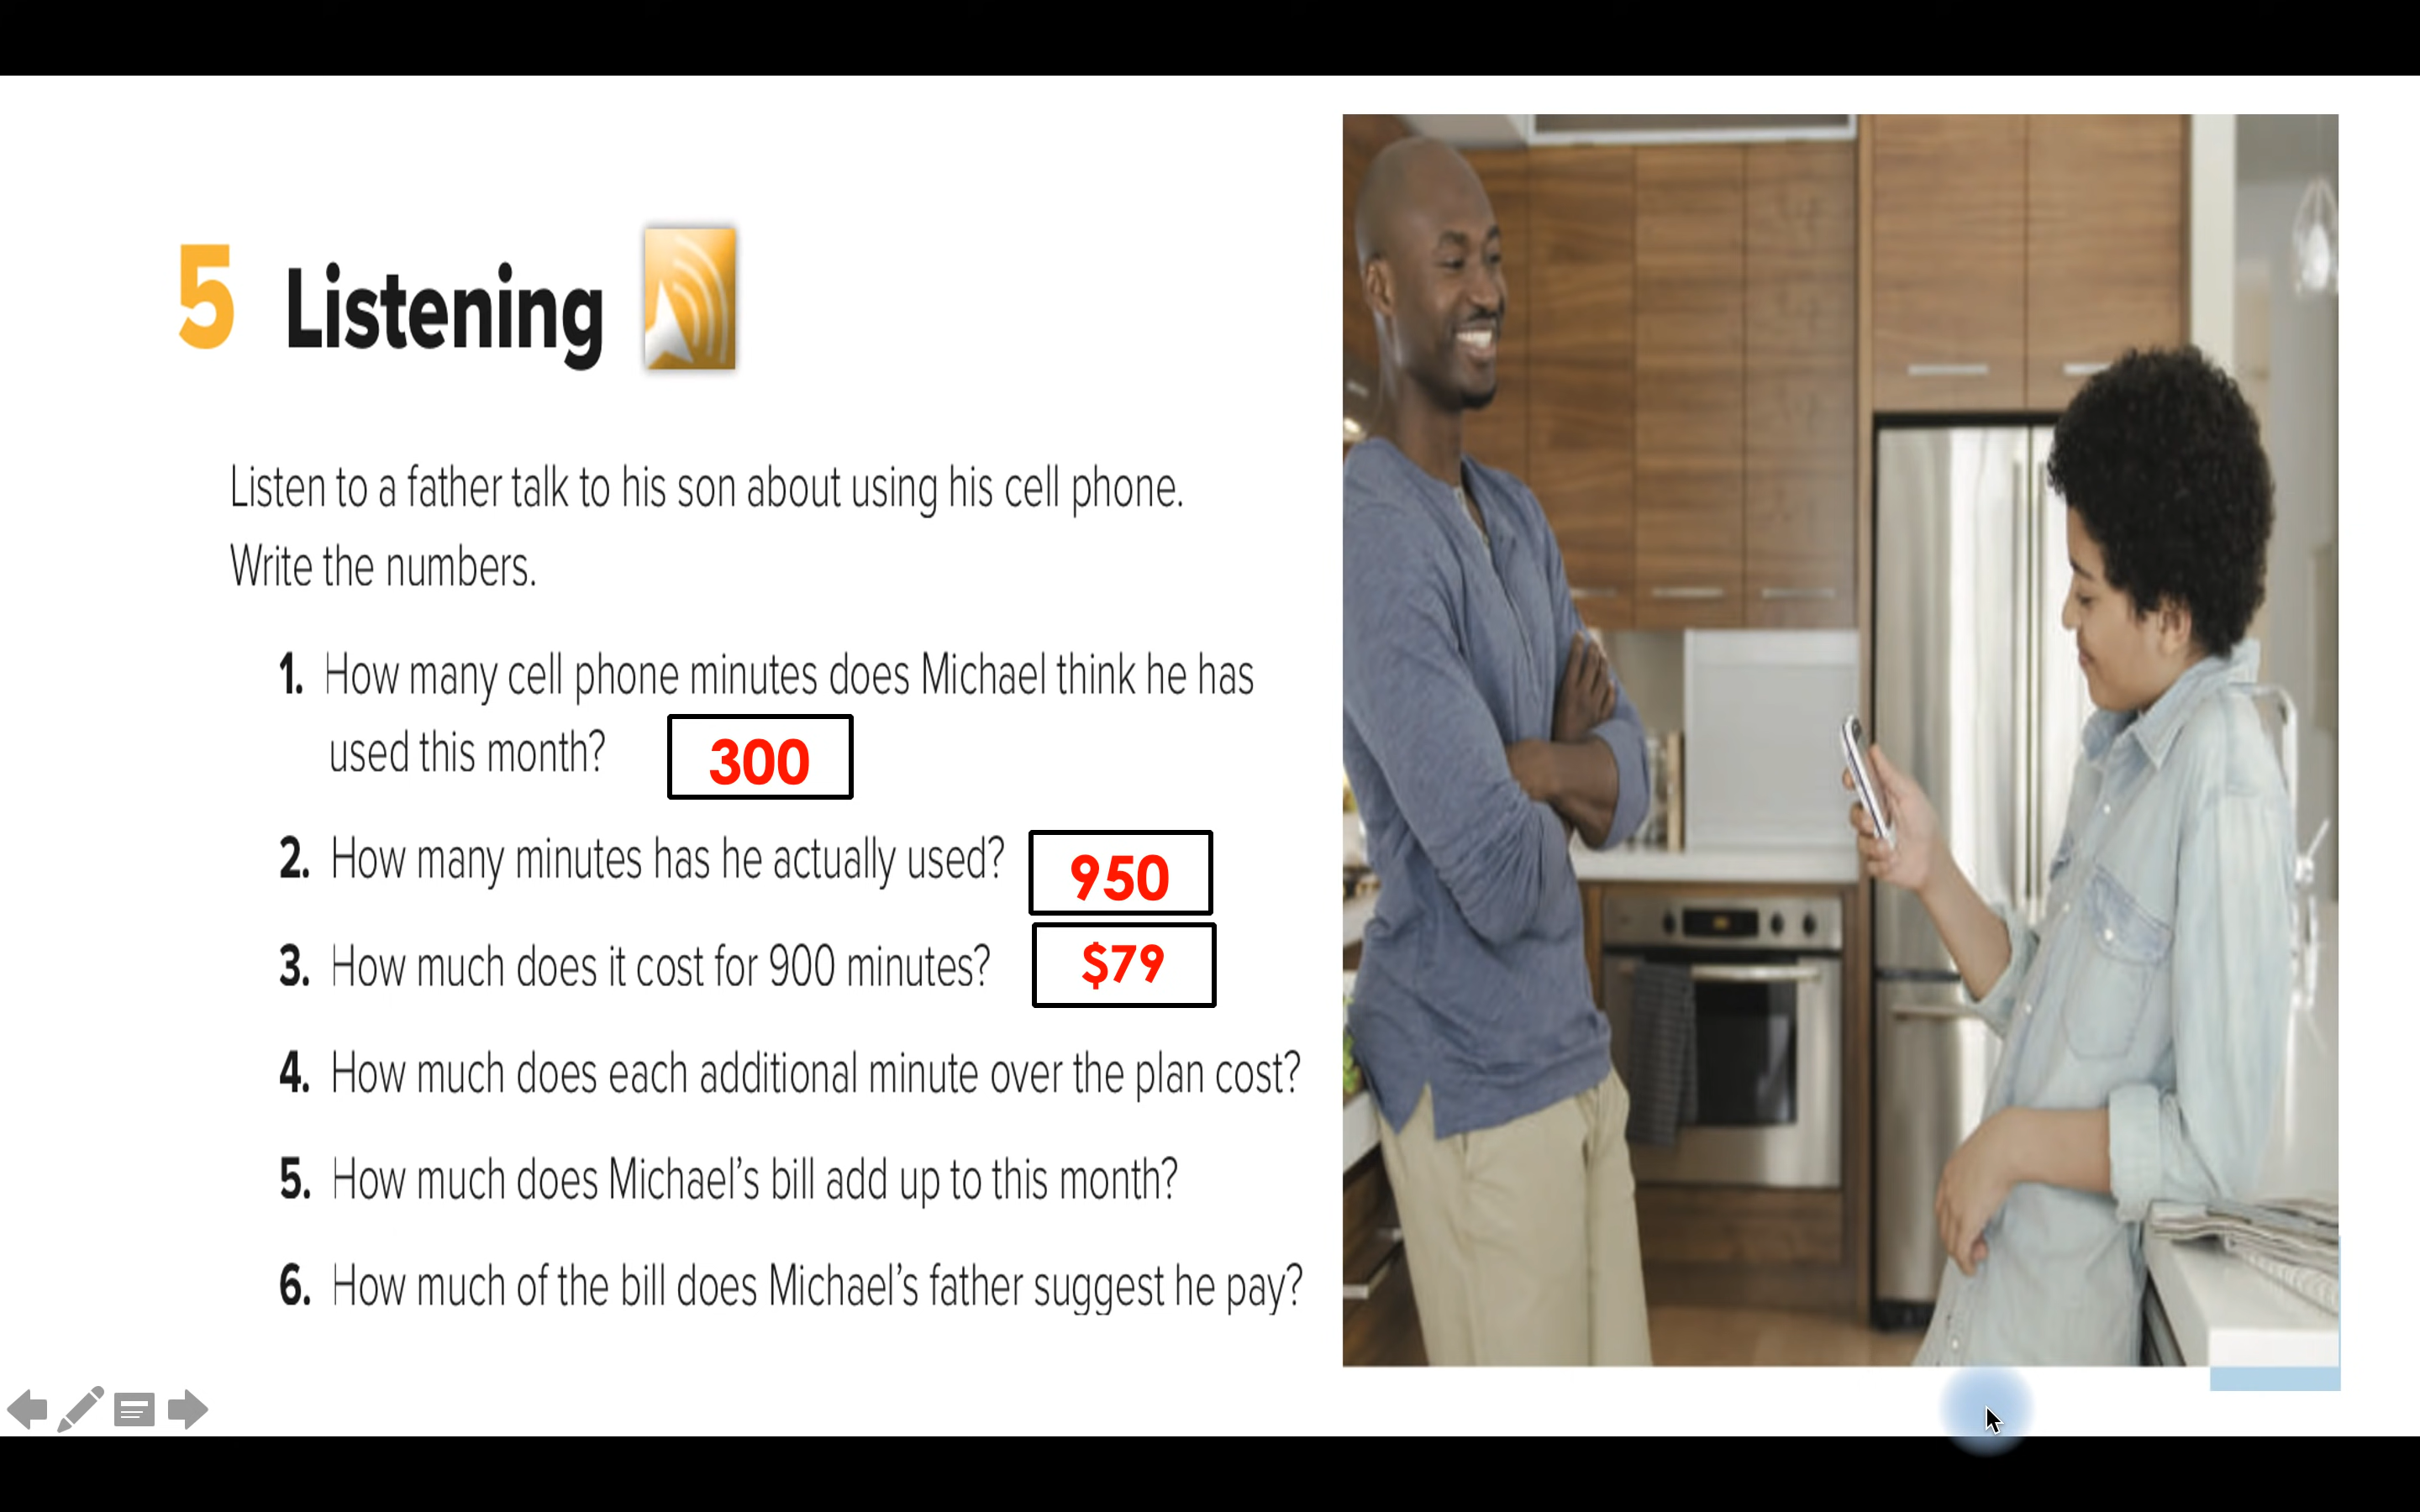 5 Listening
Listen to a father talk to his son about using his cell phone.
Write the numbers.
1. How many cell phone minutes does Michael think he has
used this month? 300
2. How many minutes has he actually used? 950
3. How much does it cost for 900 minutes? $79
4. How much does each additional minute over the plan cost?
5. How much does Michael’s bill add up to this month?
6. How much of the bill does Michael’s father suggest he pay?